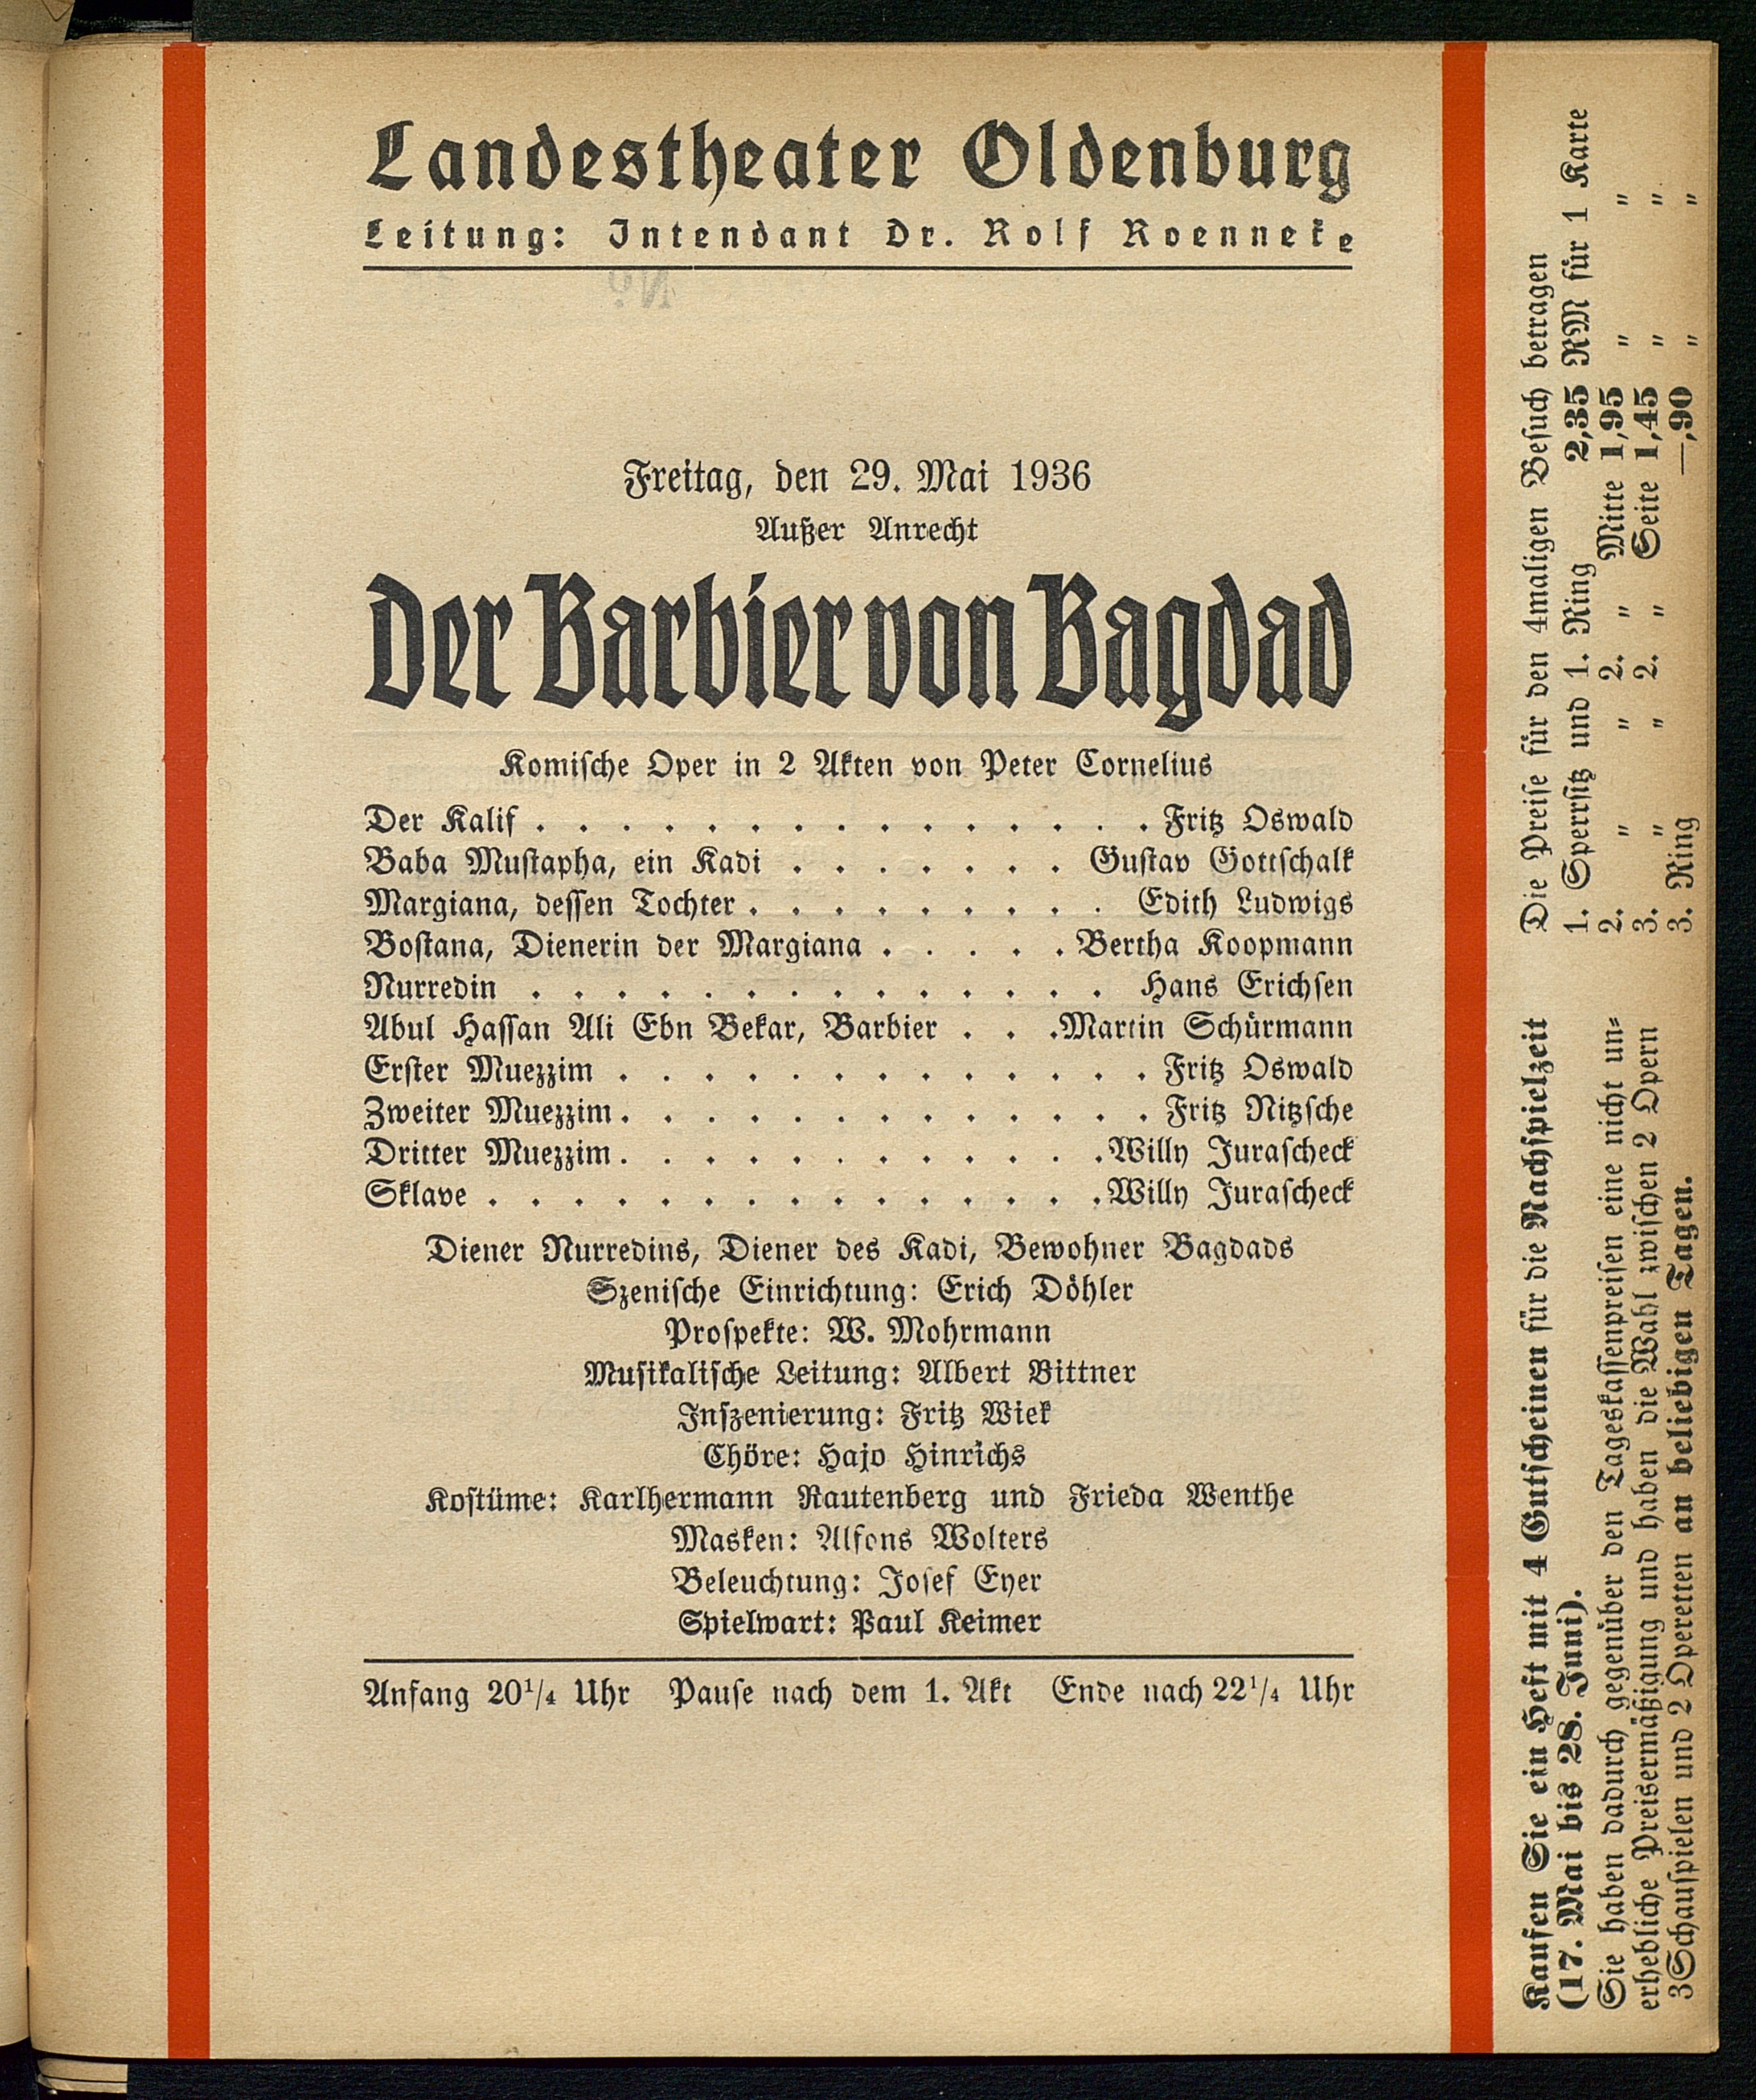 Landestheater Oldenburg
Leitung: Intendant Dr. Rolf Roenneke
Freitag, den 29. Mai 1936
Außer Anrecht
Der Barbier von Bagdad
Komische Oper in 2 Akten von Peter Cornelius
Der Kalif . . . . . . . . . . . . . . . Fritz Oswald
Baba Mustapha, ein Kadi . . . . . . . Gustav Gottschalk
Margiana, dessen Tochter . . . . . . . . . Edith Ludwigs
Bostana, Dienerin der Margiana . . . . . Bertha Koopmann
Nurredin . . . . . . . . . . . . . . Hans Erichsen
Abul Hassan Ali Ebn Bekar, Barbier . . . Martin Schürmann
Erster Muezzim . . . . . . . . . . . . . Fritz Oswald
Zweiter Muezzim . . . . . . . . . . . . . Fritz Nitzsche
Dritter Muezzim . . . . . . . . . . . . Willy Jurascheck
Sklave . . . . . . . . . . . . . . . Willy Jurascheck
Diener Nurredins, Diener des Kadi, Bewohner Bagdads
Szenische Einrichtung: Erich Döhler
Prospekte: W. Mohrmann
Musikalische Leitung: Albert Bittner
Inszenierung: Fritz Wiek
Chöre: Hajo Hinrichs
Kostüme: Karlhermann Rautenberg und Frieda Wenthe
Masken: Alfons Wolters
Beleuchtung: Josef Eyer
Spielwart: Paul Keimer
Anfang 20¹/₄ Uhr Pause nach dem 1. Akt Ende nach 22¹/₄ Uhr
Kaufen Sie ein Heft mit 4 Gutscheinen für die Nachspielzeit
(17. Mai bis 28. Juni).
Sie haben dadurch gegenüber den Tageskassenpreisen eine nicht un-
erhebliche Preisermäßigung und haben die Wahl zwischen 2 Opern
3 Schauspielen und 2 Operetten an beliebigen Tagen.
Die Preise für den 4maligen Besuch betragen
1. Sperrsitz und 1. Ring 2,35 RM für 1 Karte
2. " " 2. " Mitte 1,95 " "
3. " " 2. " Seite 1,45 " "
3. Ring —,90 " "